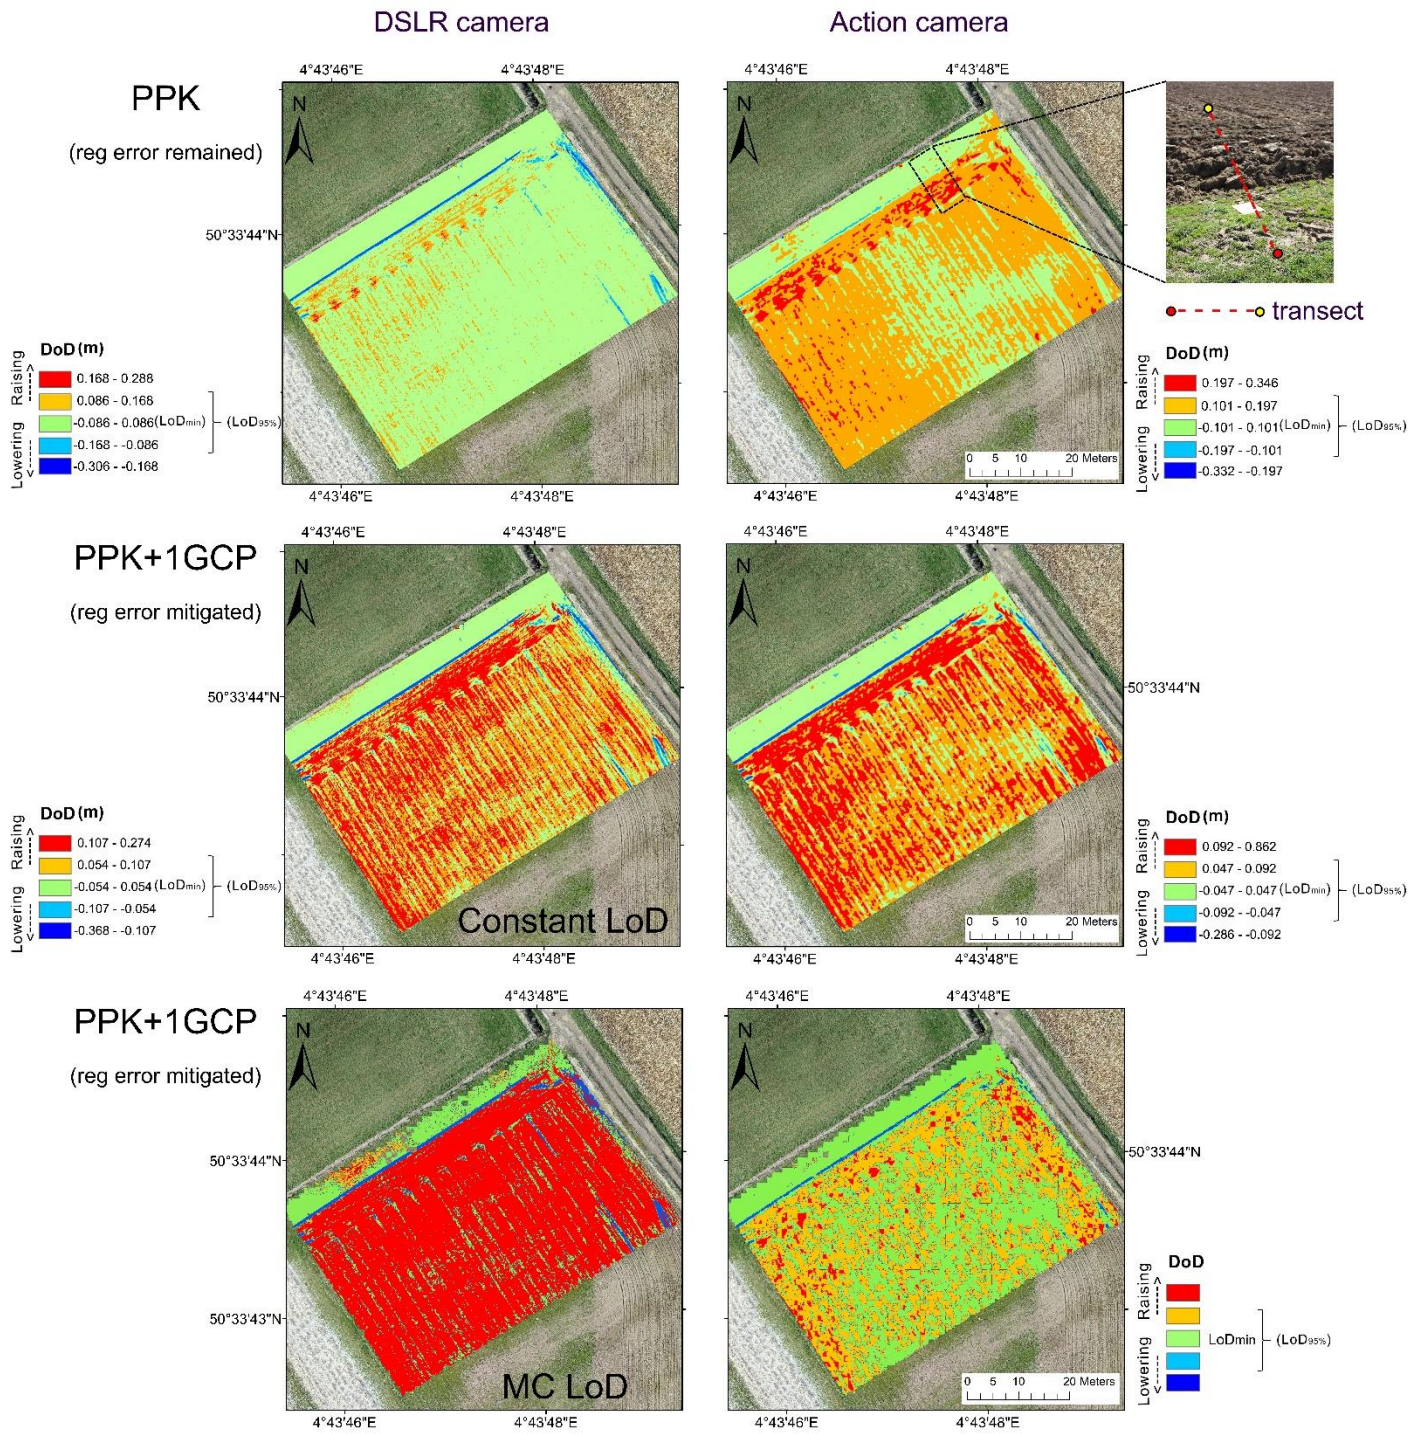 DSLR camera
Action camera
4°43'46"E
4°43'48"E
4°43'46"E
4°43'48"E
PPK
(reg error remained)
N
N
50°33'44"N
transect
DoD (m)
Raising
Lowering
0.168 - 0.288
0.086 - 0.168
-0.086 - 0.086 (LoDmin)
(LoD95%)
-0.168 - -0.086
-0.306 - -0.168
DoD (m)
Raising
Lowering
0.197 - 0.346
0.101 - 0.197
-0.101 - 0.101 (LoDmin)
(LoD95%)
-0.197 - -0.101
-0.332 - -0.197
0 5 10 20 Meters
4°43'46"E
4°43'48"E
4°43'46"E
4°43'48"E
4°43'46"E
4°43'48"E
4°43'46"E
4°43'48"E
PPK+1GCP
(reg error mitigated)
N
N
50°33'44"N
50°33'44"N
DoD (m)
Raising
Lowering
0.107 - 0.274
0.054 - 0.107
-0.054 - 0.054 (LoDmin)
(LoD95%)
-0.107 - -0.054
-0.368 - -0.107
Constant LoD
DoD (m)
Raising
Lowering
0.092 - 0.862
0.047 - 0.092
-0.047 - 0.047 (LoDmin)
(LoD95%)
-0.092 - -0.047
-0.286 - -0.092
0 5 10 20 Meters
4°43'46"E
4°43'48"E
4°43'46"E
4°43'48"E
4°43'46"E
4°43'48"E
4°43'46"E
4°43'48"E
PPK+1GCP
(reg error mitigated)
N
N
50°33'44"N
50°33'44"N
50°33'43"N
MC LoD
DoD
Raising
Lowering
LoDmin
(LoD95%)
0 5 10 20 Meters
4°43'46"E
4°43'48"E
4°43'46"E
4°43'48"E